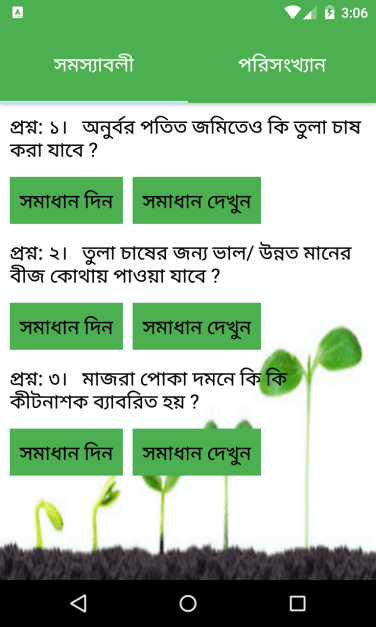 3:06
সমস্যাবলী পরিসংখ্যান
প্রশ্ন: ১। অনুর্বর পতিত জমিতেও কি তুলা চাষ
করা যাবে ?
সমাধান দিন সমাধান দেখুন
প্রশ্ন: ২। তুলা চাষের জন্য ভাল/ উন্নত মানের
বীজ কোথায় পাওয়া যাবে ?
সমাধান দিন সমাধান দেখুন
প্রশ্ন: ৩। মাজরা পোকা দমনে কি কি
কীটনাশক ব্যাবরিত হয় ?
সমাধান দিন সমাধান দেখুন